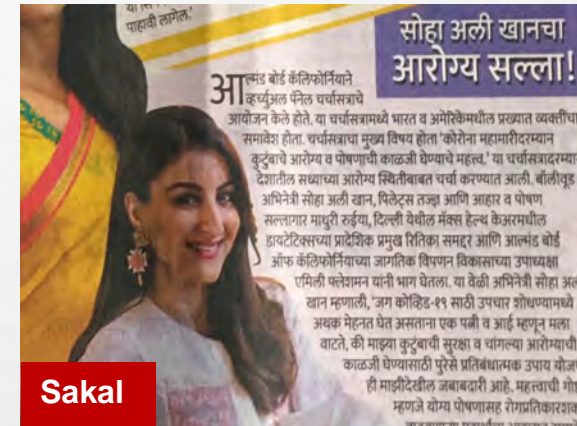 पाहावी लागेल.'
सोहा अली खानचा
आरोग्य सल्ला!
आल्मंड बोर्ड कॅलिफोर्नियाने
व्हर्च्युअल पॅनेल चर्चासत्राचे
आयोजन केले होते. या चर्चासत्रामध्ये भारत व अमेरिकेमधील प्रख्यात व्यक्तींचा
समावेश होता. चर्चासत्राचा मुख्य विषय होता 'कोरोना महामारीदरम्यान
कुटुंबाचे आरोग्य व पोषणाची काळजी घेण्याचे महत्त्व.' या चर्चासत्रादरम्यान
देशातील सध्याच्या आरोग्य स्थितीबाबत चर्चा करण्यात आली. बॉलीवूड
अभिनेत्री सोहा अली खान, पिलेट्स तज्ज्ञ आणि आहार व पोषण
सल्लागार माधुरी रुईया, दिल्ली येथील मॅक्स हेल्थ केअरमधील
डायटेटिक्सच्या प्रादेशिक प्रमुख रितिका समद्दर आणि आल्मंड बोर्ड
ऑफ कॅलिफोर्नियाच्या जागतिक विपणन विकासाच्या उपाध्यक्षा
एमिली फ्लेशमन यांनी भाग घेतला. या वेळी अभिनेत्री सोहा अली
खान म्हणाली, 'जग कोव्हिड-१९ साठी उपचार शोधण्यामध्ये
अथक मेहनत घेत असताना एक पत्नी व आई म्हणून मला
वाटते, की माझ्या कुटुंबाची सुरक्षा व चांगल्या आरोग्याची
काळजी घेण्यासाठी पुरेसे प्रतिबंधात्मक उपाय
ही माझीदेखील जबाबदारी आहे. महत्त्वाची
म्हणजे योग्य पोषणासह
Sakal